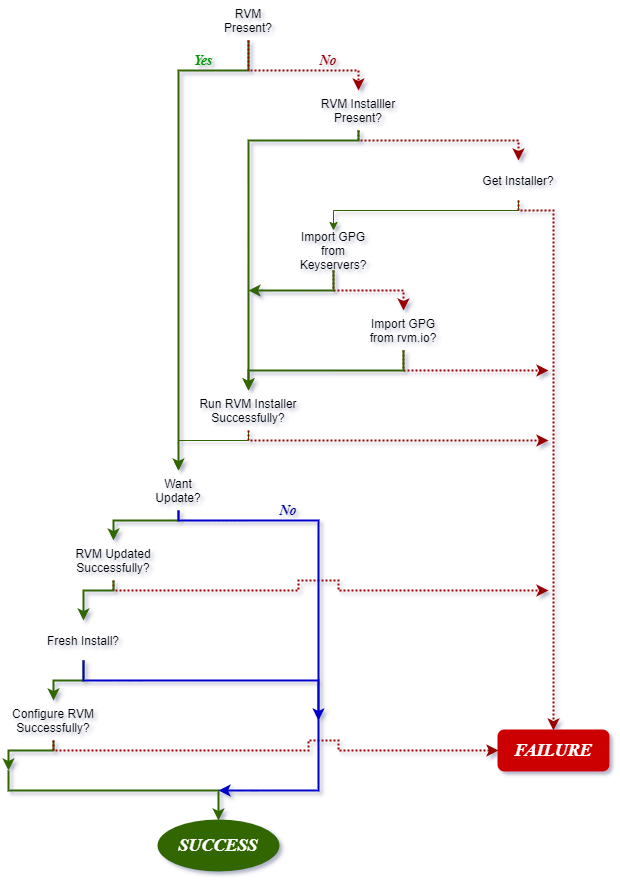 RVM
Present?
Yes
No
RVM Installler
Present?
Get Installer?
Import GPG
from
Keyservers?
Import GPG
from rvm.io?
Run RVM Installer
Successfully?
Want
Update?
No
RVM Updated
Successfully?
Fresh Install?
Configure RVM
Successfully?
FAILURE
SUCCESS